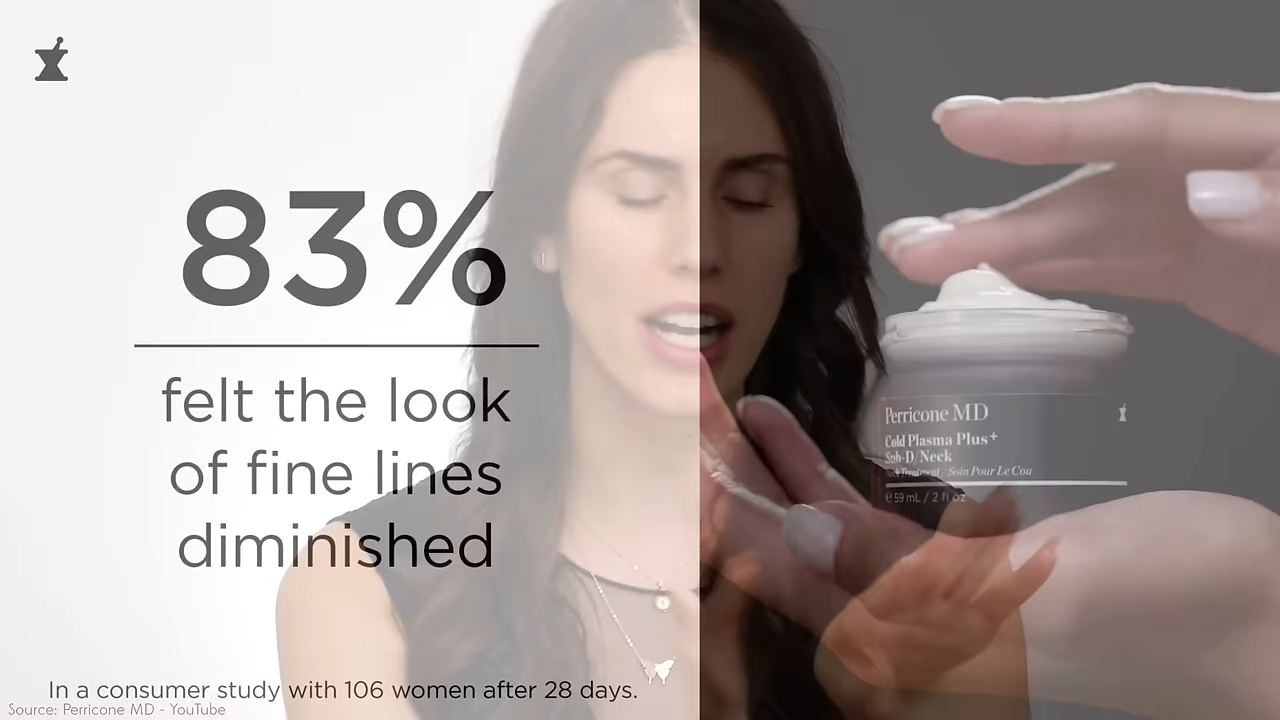 83%
felt the look
of fine lines
diminished
In a consumer study with 106 women after 28 days.
Source: Perricone MD - YouTube
Perricone MD
Cold Plasma Plus+
Sub-D/Neck
Treatment / Soin Pour Le Cou
℮ 59 mL / 2 fl oz